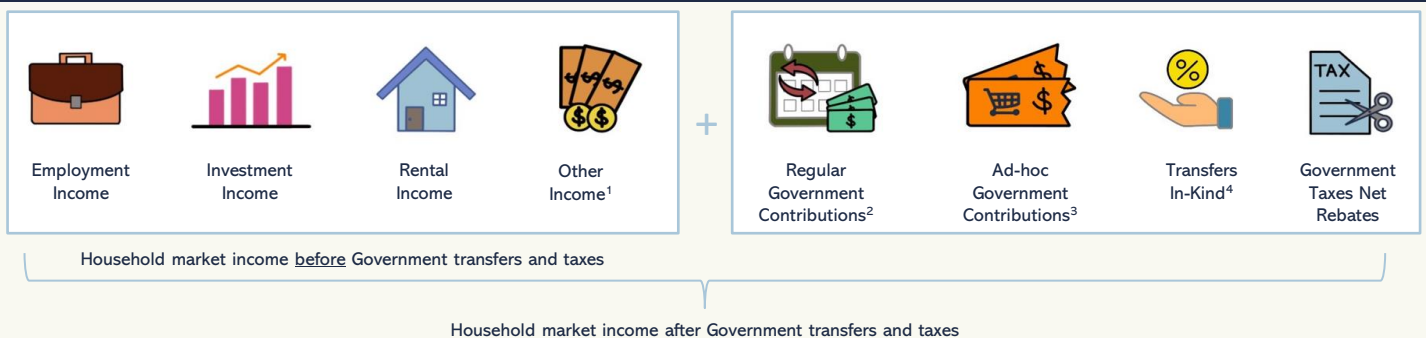 Employment
Income
Investment
Income
Rental
Income
Other
Income¹
+
Regular
Government
Contributions²
$
Ad-hoc
Government
Contributions³
$
$
Transfers
In-Kind⁴
%
Government
Taxes Net
Rebates
TAX
$ $ $
$ $
Household market income before Government transfers and taxes
Household market income after Government transfers and taxes